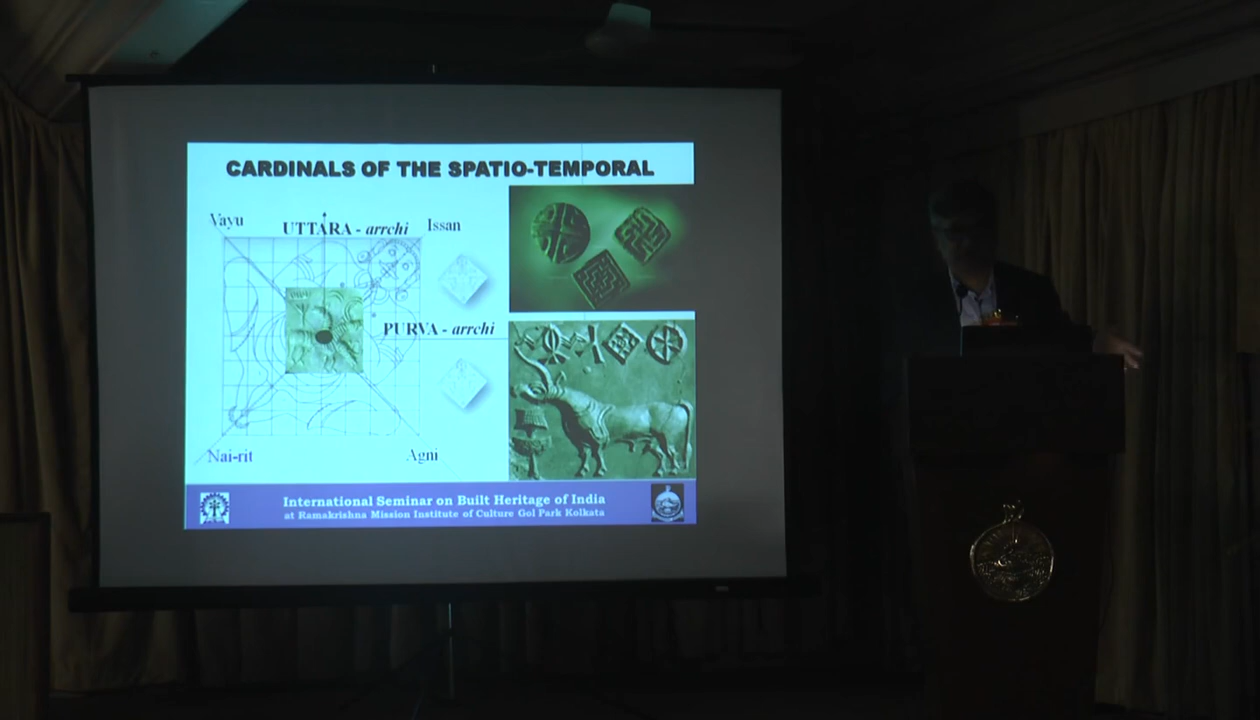 CARDINALS OF THE SPATIO-TEMPORAL
Vayu
UTTARA - arrchi
Issan
PURVA - arrchi
Nai-rit
Agni
International Seminar on Built Heritage of India
at Ramakrishna Mission Institute of Culture Gol Park Kolkata